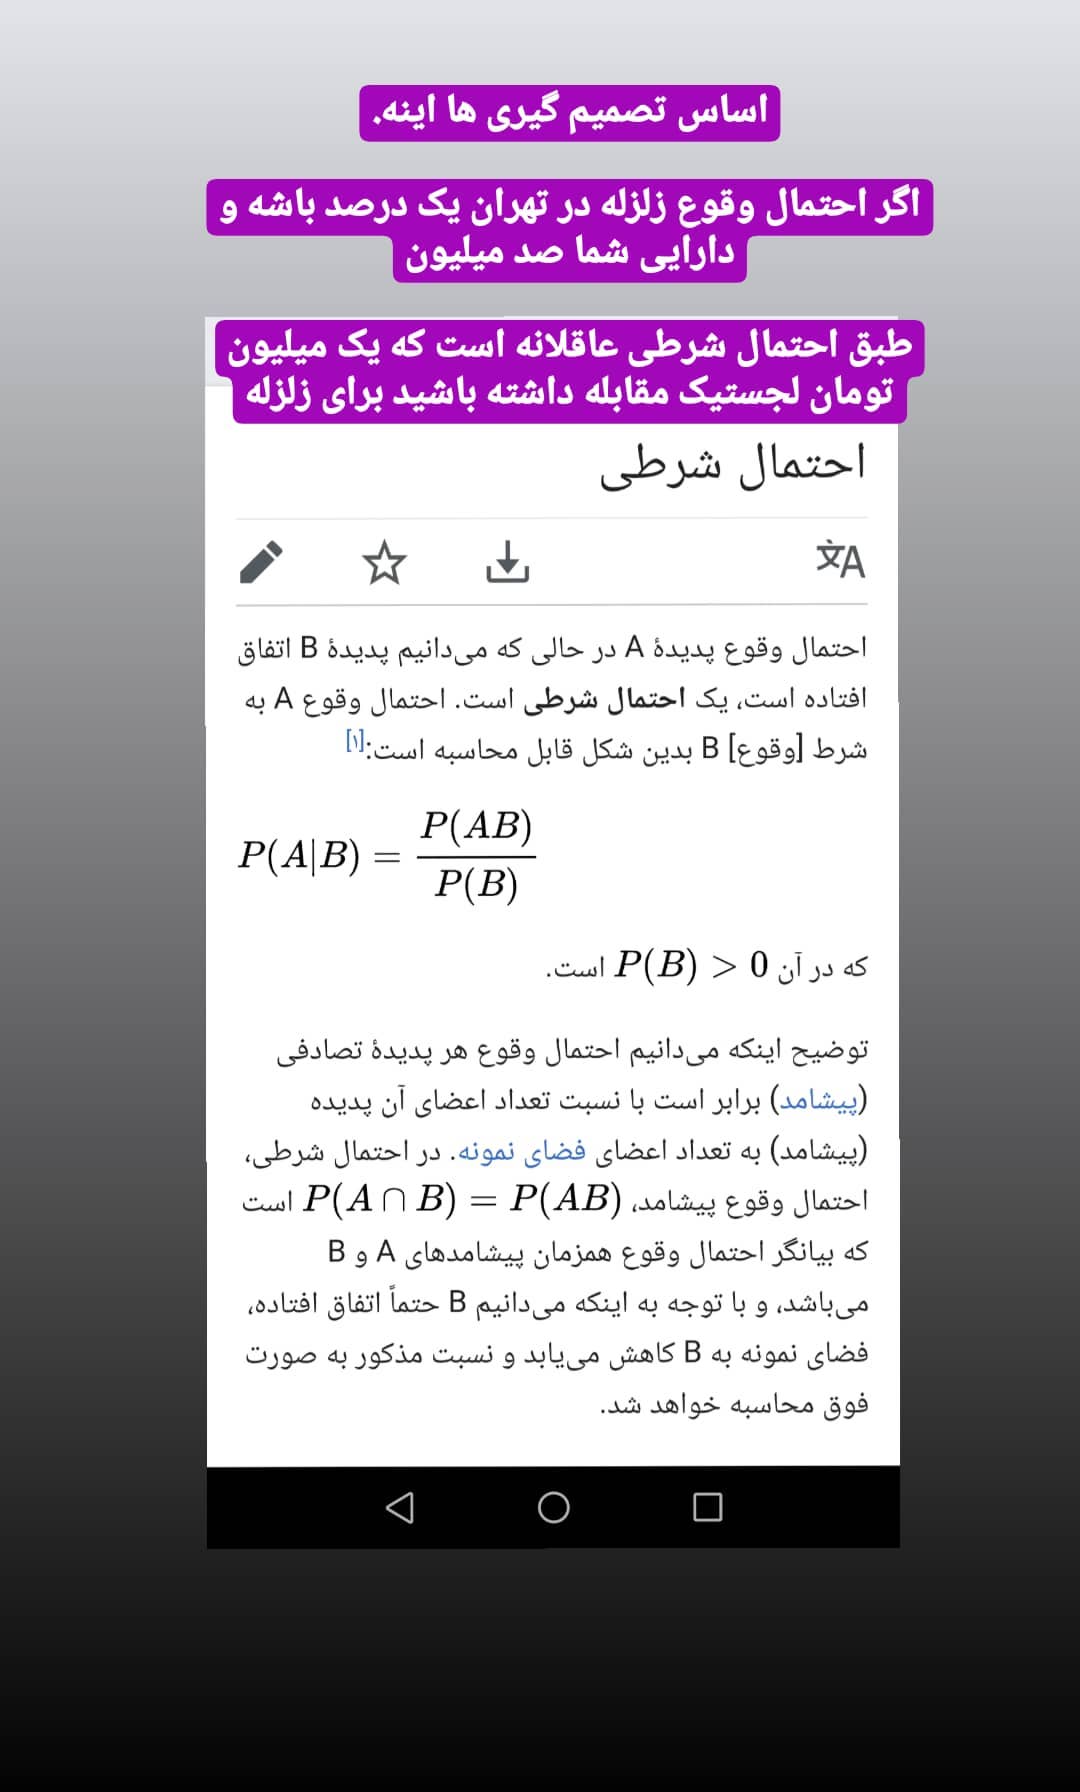 اساس تصمیم گیری ها اینه.
اگر احتمال وقوع زلزله در تهران یک درصد باشه و
دارایی شما صد میلیون
طبق احتمال شرطی عاقلانه است که یک میلیون
تومان لجستیک مقابله داشته باشید برای زلزله
احتمال شرطی
احتمال وقوع پدیدهٔ A در حالی که می‌دانیم پدیدهٔ B اتفاق
افتاده است، یک احتمال شرطی است. احتمال وقوع A به
شرط [وقوع] B بدین شکل قابل محاسبه است:[۱]
P(A|B) = P(AB) / P(B)
که در آن P(B) > 0 است.
توضیح اینکه می‌دانیم احتمال وقوع هر پدیدهٔ تصادفی
(پیشامد) برابر است با نسبت تعداد اعضای آن پدیده
(پیشامد) به تعداد اعضای فضای نمونه. در احتمال شرطی،
احتمال وقوع پیشامد، P(A ∩ B) = P(AB) است
که بیانگر احتمال وقوع همزمان پیشامدهای A و B
می‌باشد، و با توجه به اینکه می‌دانیم B حتماً اتفاق افتاده،
فضای نمونه به B کاهش می‌یابد و نسبت مذکور به صورت
فوق محاسبه خواهد شد.